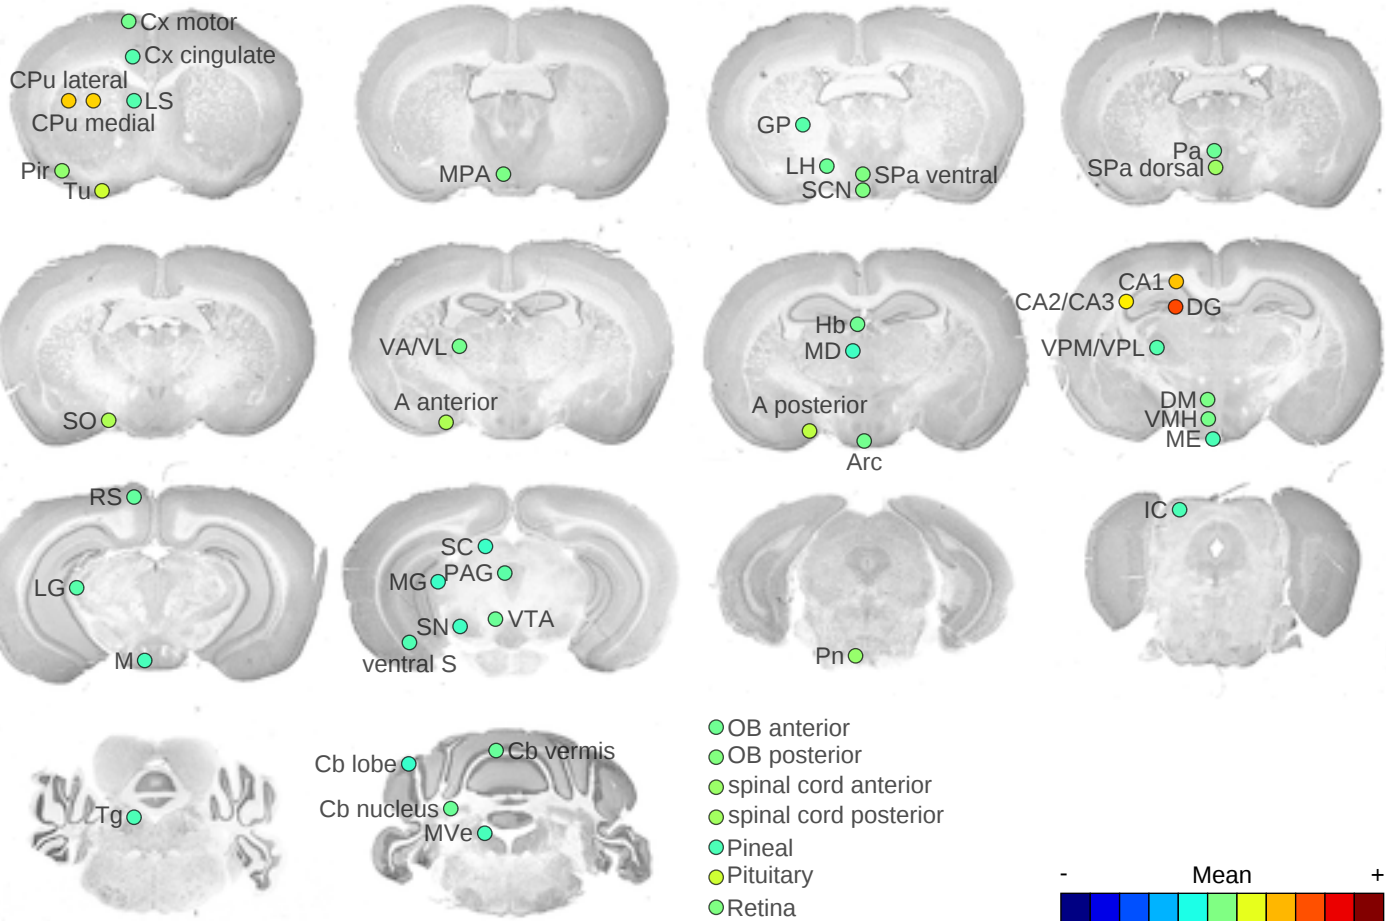 Cx motor
Cx cingulate
CPu lateral
LS
CPu medial
Pir
Tu
MPA
GP
LH
SPa ventral
SCN
Pa
SPa dorsal
SO
VA/VL
A anterior
Hb
MD
A posterior
Arc
CA1
CA2/CA3
DG
VPM/VPL
DM
VMH
ME
RS
LG
M
SC
MG
PAG
SN
VTA
ventral S
Pn
IC
Tg
Cb lobe
Cb vermis
Cb nucleus
MVe
OB anterior
OB posterior
spinal cord anterior
spinal cord posterior
Pineal
Pituitary
Retina
- Mean +